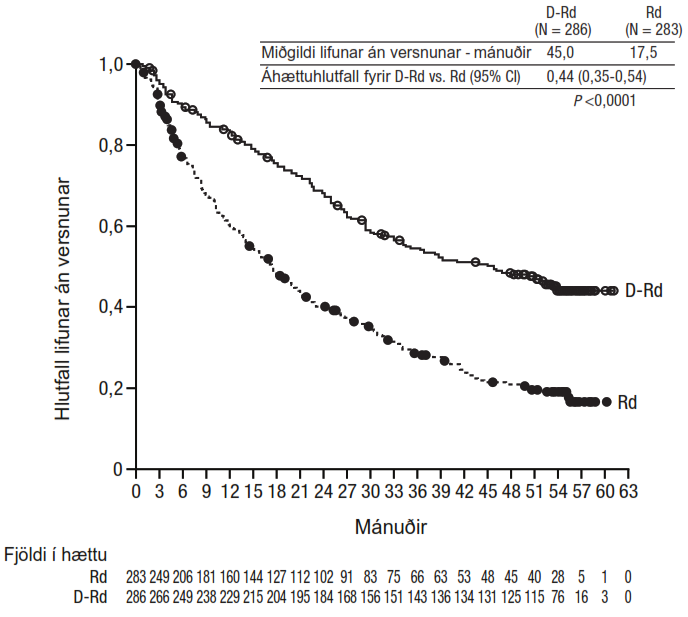 D-Rd Rd
(N = 286) (N = 283)
Miðgildi lifunar án versnunar - mánuðir 45,0 17,5
Áhættuhlutfall fyrir D-Rd vs. Rd (95% CI) 0,44 (0,35-0,54)
P <0,0001
Hlutfall lifunar án versnunar
1,0
0,8
0,6
0,4
0,2
0
D-Rd
Rd
0 3 6 9 12 15 18 21 24 27 30 33 36 39 42 45 48 51 54 57 60 63
Mánuðir
Fjöldi í hættu
Rd 283 249 206 181 160 144 127 112 102 91 83 75 66 63 53 48 45 40 28 5 1 0
D-Rd 286 266 249 238 229 215 204 195 184 168 156 151 143 136 134 131 125 115 76 16 3 0